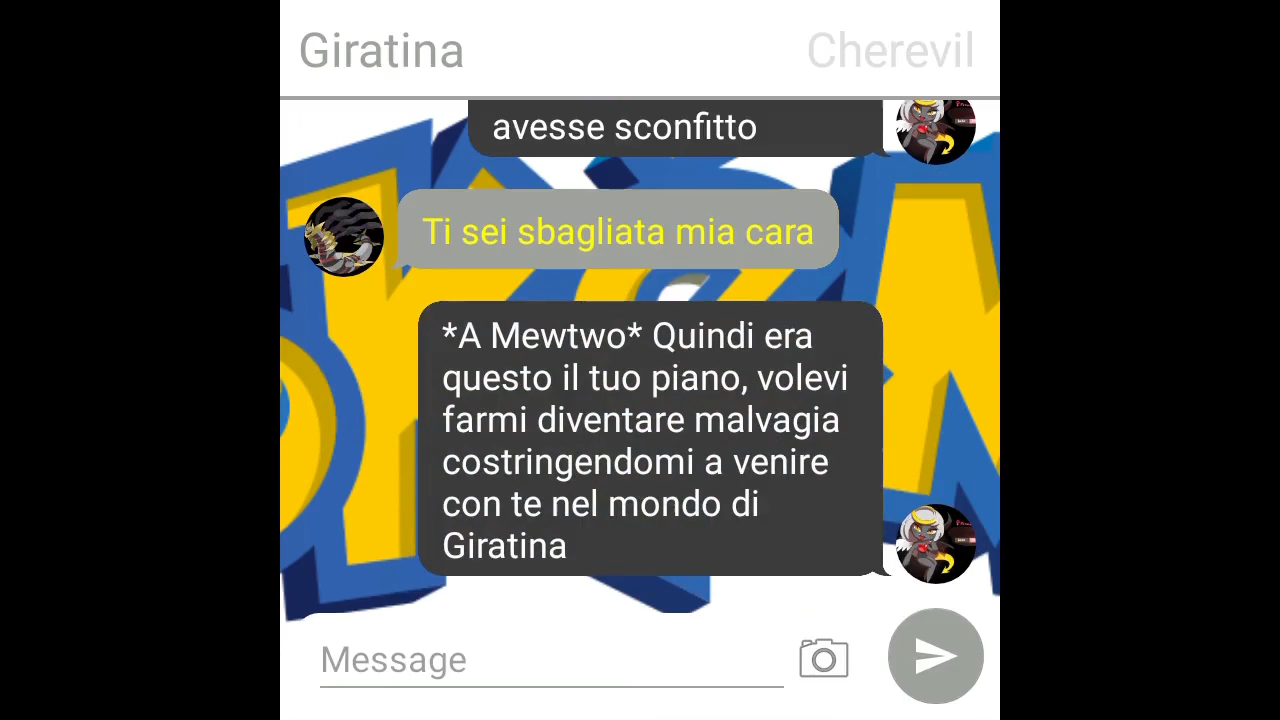 Giratina
Cherevil
avesse sconfitto
Ti sei sbagliata mia cara
*A Mewtwo* Quindi era
questo il tuo piano, volevi
farmi diventare malvagia
costringendomi a venire
con te nel mondo di
Giratina
Message